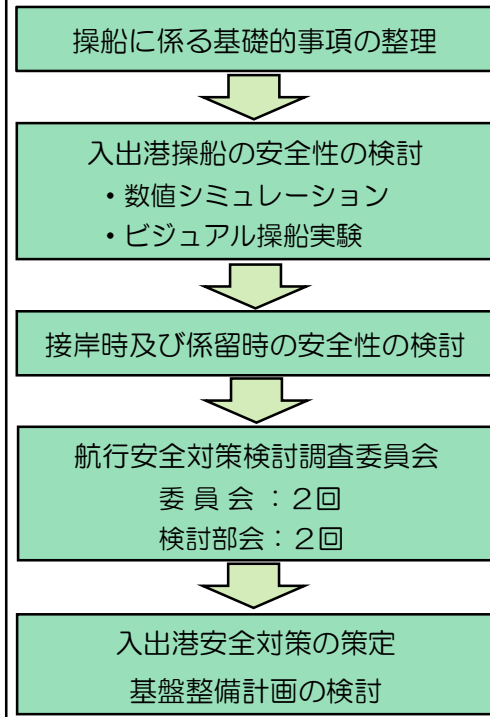 操船に係る基礎的事項の整理
入出港操船の安全性の検討
・数値シミュレーション
・ビジュアル操船実験
接岸時及び係留時の安全性の検討
航行安全対策検討調査委員会
委 員 会 ：２回
検討部会：２回
入出港安全対策の策定
基盤整備計画の検討